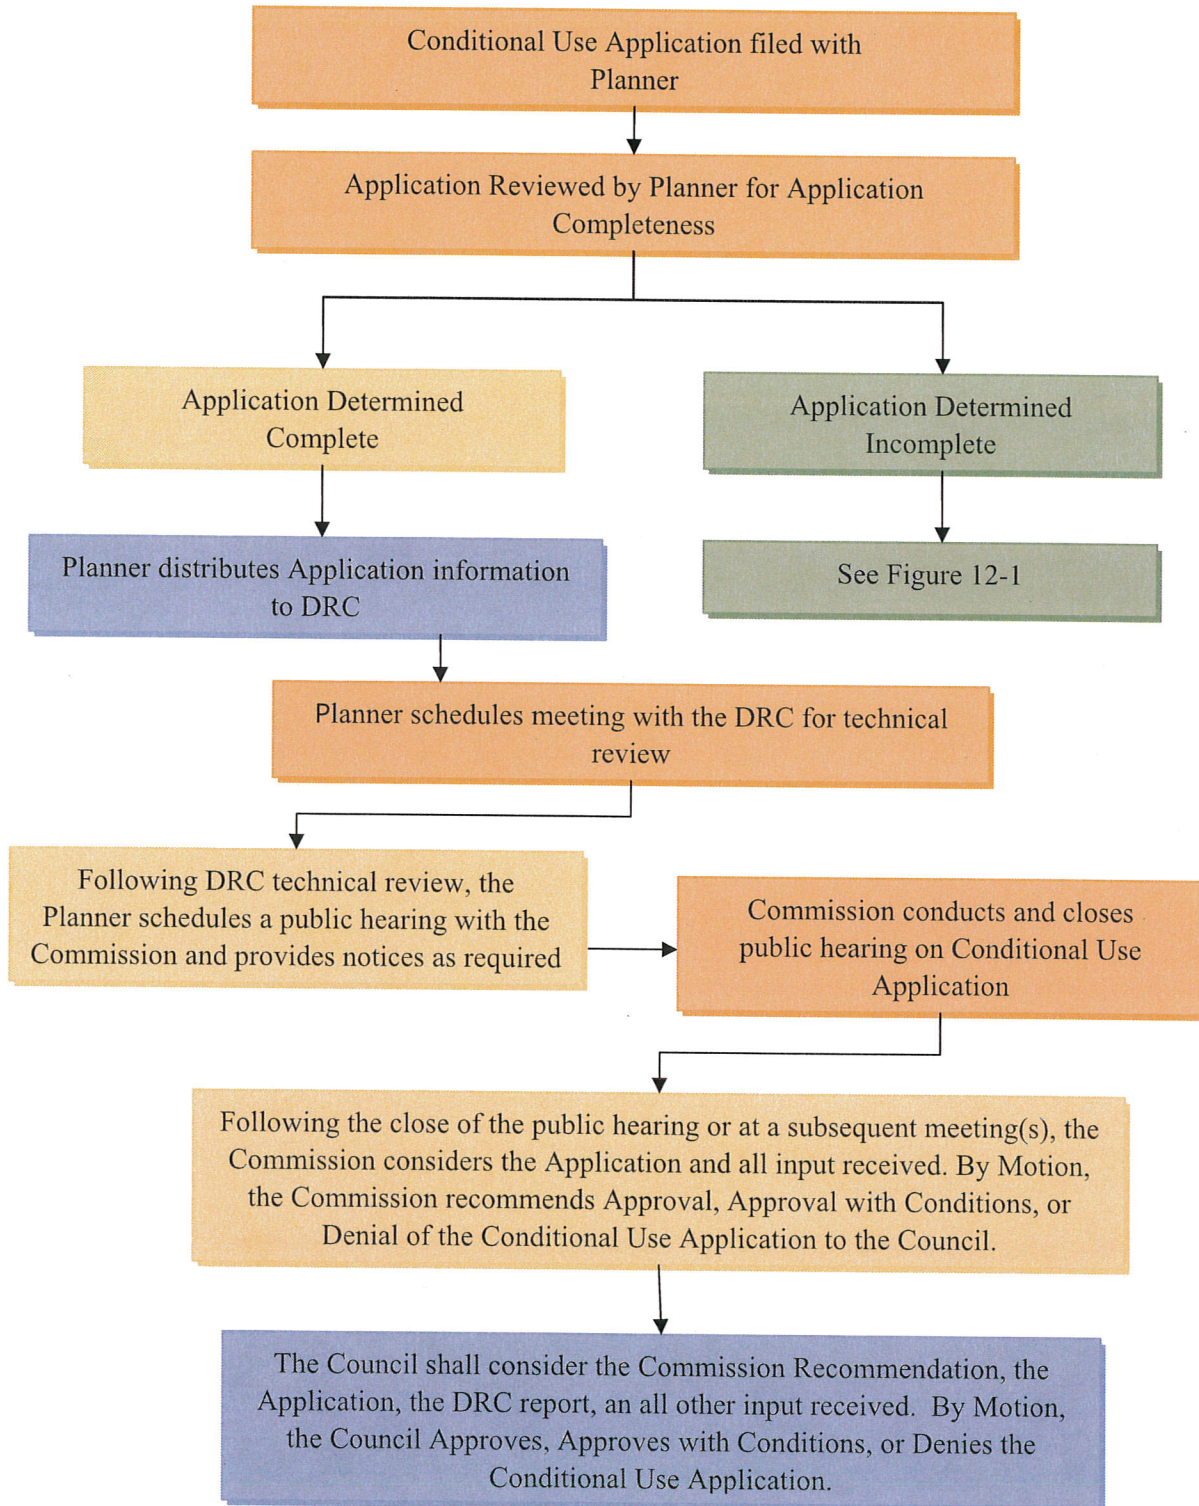 Conditional Use Application filed with
Planner
Application Reviewed by Planner for Application
Completeness
Application Determined
Complete
Application Determined
Incomplete
Planner distributes Application information
to DRC
See Figure 12-1
Planner schedules meeting with the DRC for technical
review
Following DRC technical review, the
Planner schedules a public hearing with the
Commission and provides notices as required
Commission conducts and closes
public hearing on Conditional Use
Application
Following the close of the public hearing or at a subsequent meeting(s), the
Commission considers the Application and all input received. By Motion,
the Commission recommends Approval, Approval with Conditions, or
Denial of the Conditional Use Application to the Council.
The Council shall consider the Commission Recommendation, the
Application, the DRC report, an all other input received.  By Motion,
the Council Approves, Approves with Conditions, or Denies the
Conditional Use Application.